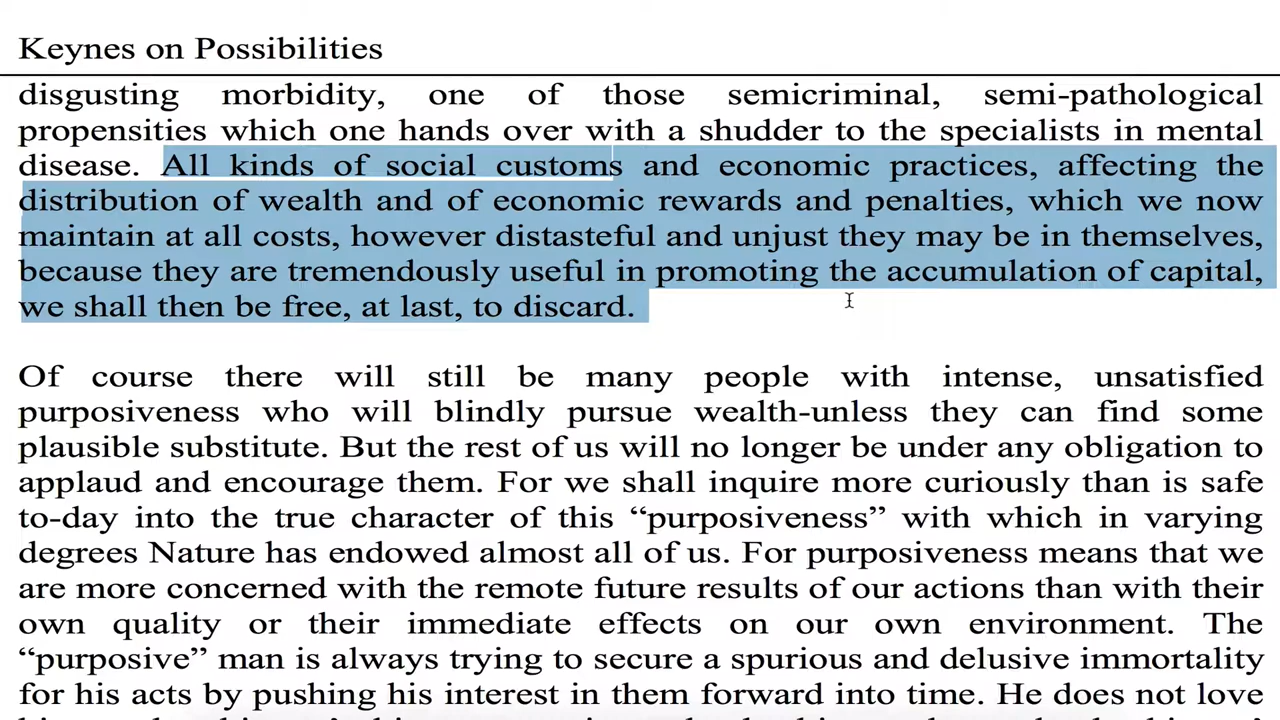 Keynes on Possibilities
disgusting morbidity, one of those semicriminal, semi-pathological
propensities which one hands over with a shudder to the specialists in mental
disease. All kinds of social customs and economic practices, affecting the
distribution of wealth and of economic rewards and penalties, which we now
maintain at all costs, however distasteful and unjust they may be in themselves,
because they are tremendously useful in promoting the accumulation of capital,
we shall then be free, at last, to discard.
Of course there will still be many people with intense, unsatisfied
purposiveness who will blindly pursue wealth-unless they can find some
plausible substitute. But the rest of us will no longer be under any obligation to
applaud and encourage them. For we shall inquire more curiously than is safe
to-day into the true character of this “purposiveness” with which in varying
degrees Nature has endowed almost all of us. For purposiveness means that we
are more concerned with the remote future results of our actions than with their
own quality or their immediate effects on our own environment. The
“purposive” man is always trying to secure a spurious and delusive immortality
for his acts by pushing his interest in them forward into time. He does not love